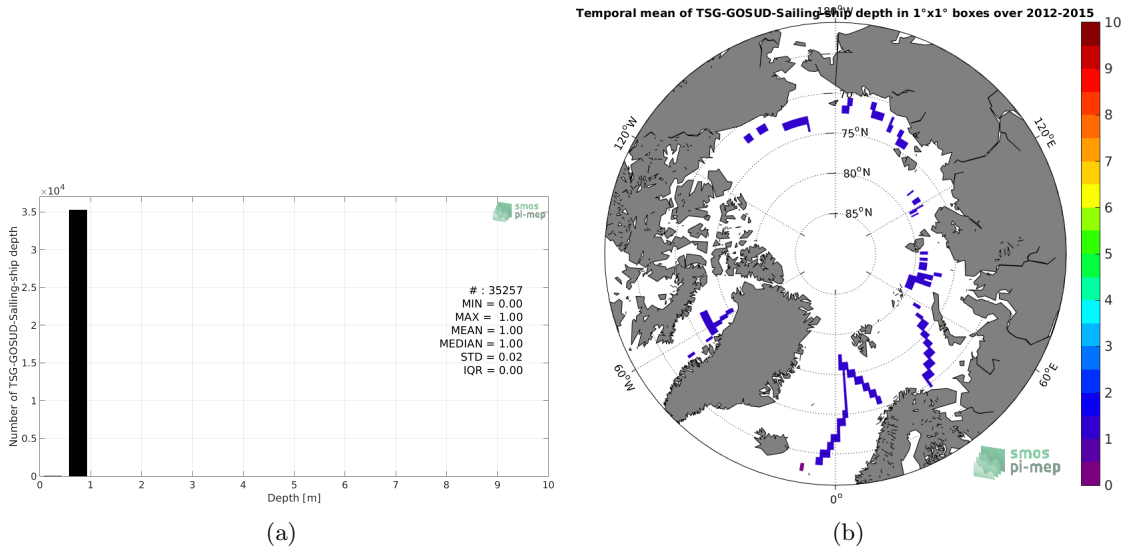 Temporal mean of TSG-GOSUD-Sailing-ship depth in 1°x1° boxes over 2012-2015
×10^4
3.5
3
2.5
2
1.5
1
0.5
0
Number of TSG-GOSUD-Sailing-ship depth
0 1 2 3 4 5 6 7 8 9 10
Depth [m]
smos
pi-mep
# : 35257
MIN = 0.00
MAX = 1.00
MEAN = 1.00
MEDIAN = 1.00
STD = 0.02
IQR = 0.00
(a)
180°W
120°W
120°E
60°W
60°E
0°
70°N
75°N
80°N
85°N
10
9
8
7
6
5
4
3
2
1
0
smos
pi-mep
(b)